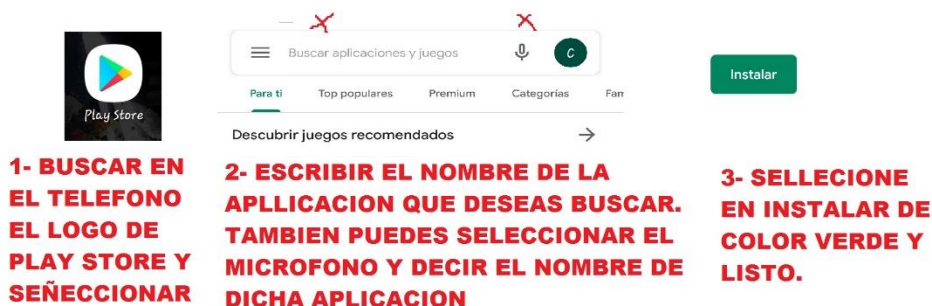 Play Store
1- BUSCAR EN
EL TELEFONO
EL LOGO DE
PLAY STORE Y
SEÑECCIONAR
Buscar aplicaciones y juegos
C
Para ti Top populares Premium Categorías Fam
Descubrir juegos recomendados
2- ESCRIBIR EL NOMBRE DE LA
APLLICACION QUE DESEAS BUSCAR.
TAMBIEN PUEDES SELECCIONAR EL
MICROFONO Y DECIR EL NOMBRE DE
DICHA APLICACION
Instalar
3- SELLECIONE
EN INSTALAR DE
COLOR VERDE Y
LISTO.